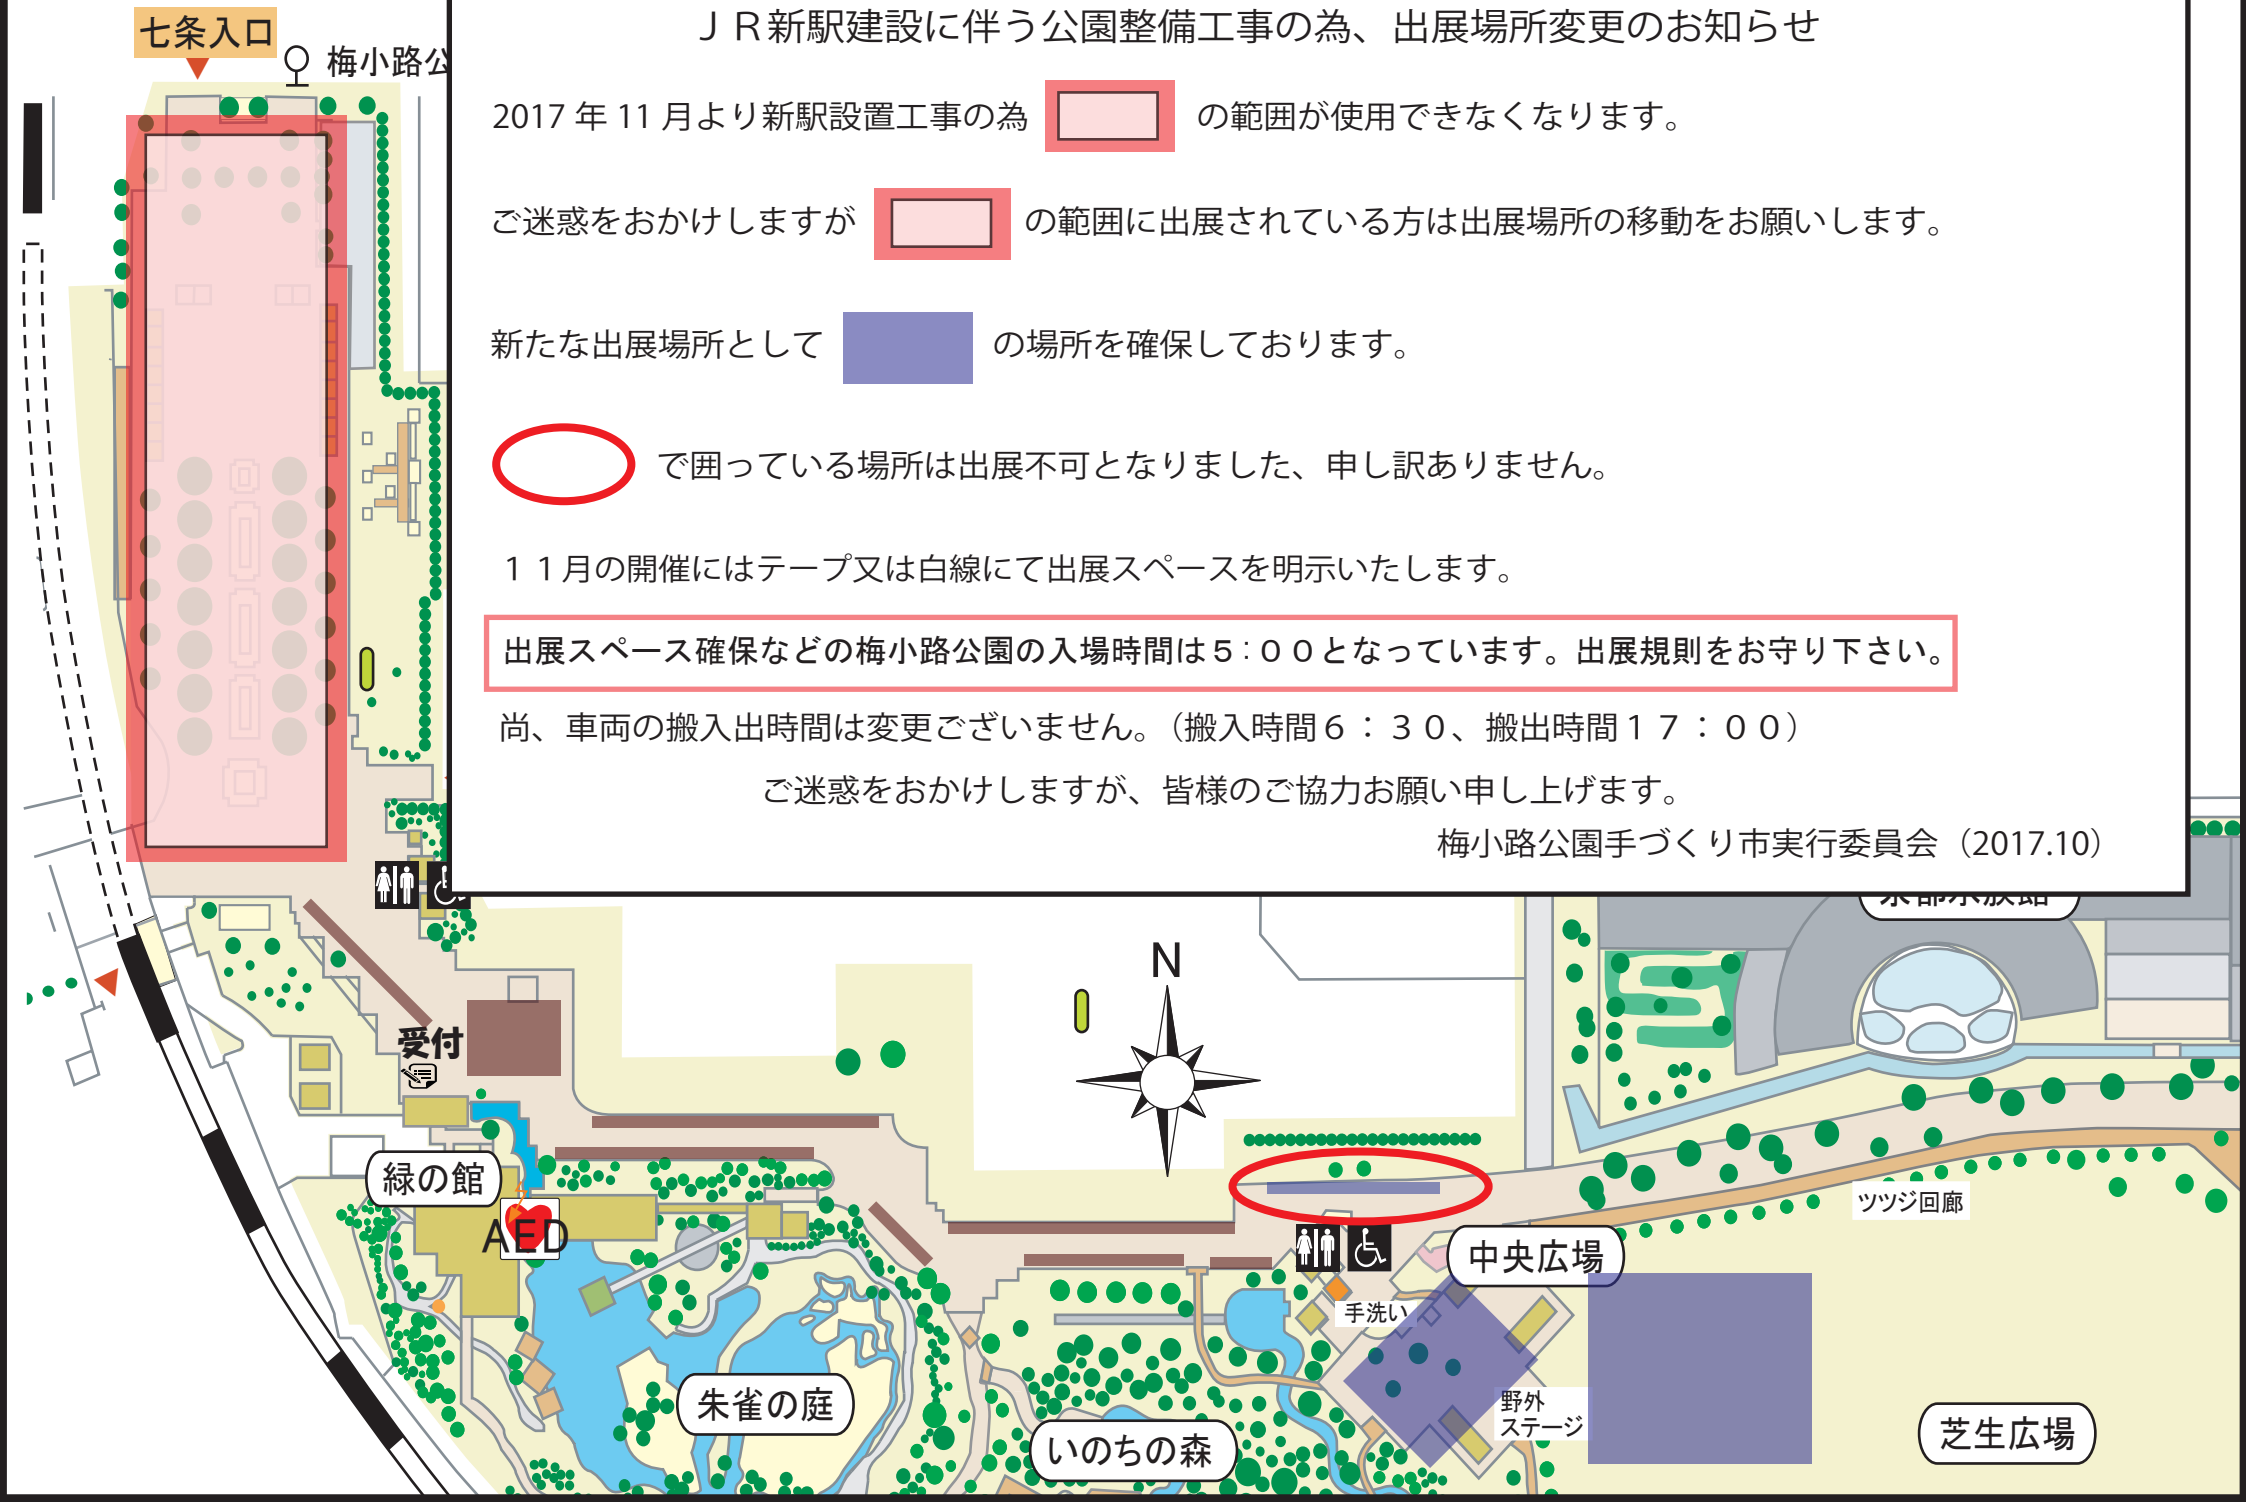 七条入口
梅小路公
ＪＲ新駅建設に伴う公園整備工事の為、出展場所変更のお知らせ
2017 年 11 月より新駅設置工事の為 の範囲が使用できなくなります。
ご迷惑をおかけしますが の範囲に出展されている方は出展場所の移動をお願いします。
新たな出展場所として の場所を確保しております。
で囲っている場所は出展不可となりました、申し訳ありません。
１１月の開催にはテープ又は白線にて出展スペースを明示いたします。
出展スペース確保などの梅小路公園の入場時間は５:００となっています。出展規則をお守り下さい。
尚、車両の搬入出時間は変更ございません。（搬入時間６：３０、搬出時間１７：００）
ご迷惑をおかけしますが、皆様のご協力お願い申し上げます。
梅小路公園手づくり市実行委員会（2017.10）
京都水族館
N
受付
緑の館
AED
ツツジ回廊
中央広場
手洗い
野外
ステージ
朱雀の庭
いのちの森
芝生広場